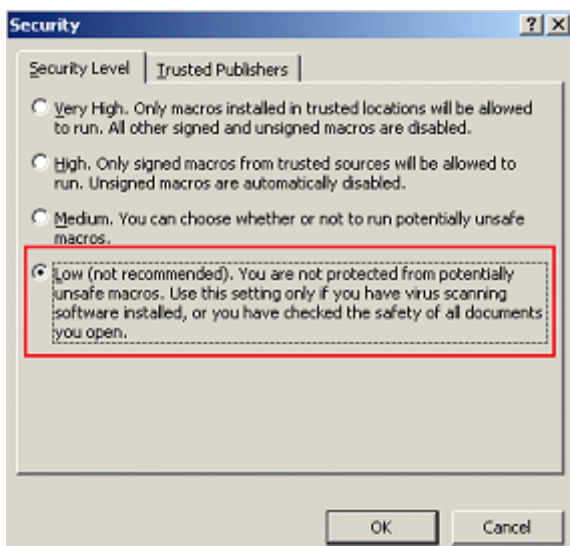 Security
Security Level
Trusted Publishers
Very High. Only macros installed in trusted locations will be allowed
to run. All other signed and unsigned macros are disabled.
High. Only signed macros from trusted sources will be allowed to
run. Unsigned macros are automatically disabled.
Medium. You can choose whether or not to run potentially unsafe
macros.
Low (not recommended). You are not protected from potentially
unsafe macros. Use this setting only if you have virus scanning
software installed, or you have checked the safety of all documents
you open.
OK
Cancel